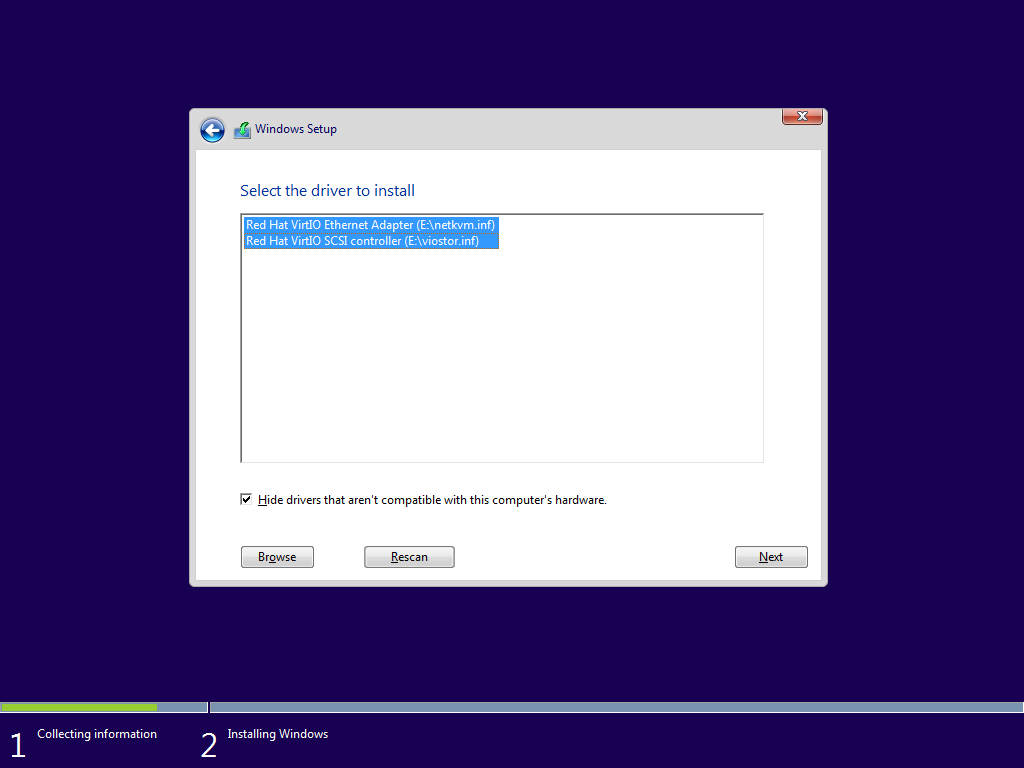 Windows Setup
Select the driver to install
Red Hat VirtIO Ethernet Adapter (E:\netkvm.inf)
Red Hat VirtIO SCSI controller (E:\viostor.inf)
Hide drivers that aren't compatible with this computer's hardware.
Browse Rescan Next
1 Collecting information 2 Installing Windows